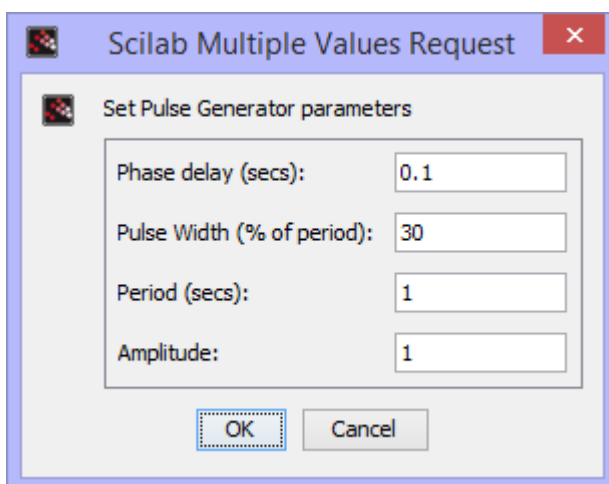 Scilab Multiple Values Request
Set Pulse Generator parameters
Phase delay (secs): 0.1
Pulse Width (% of period): 30
Period (secs): 1
Amplitude: 1
OK Cancel